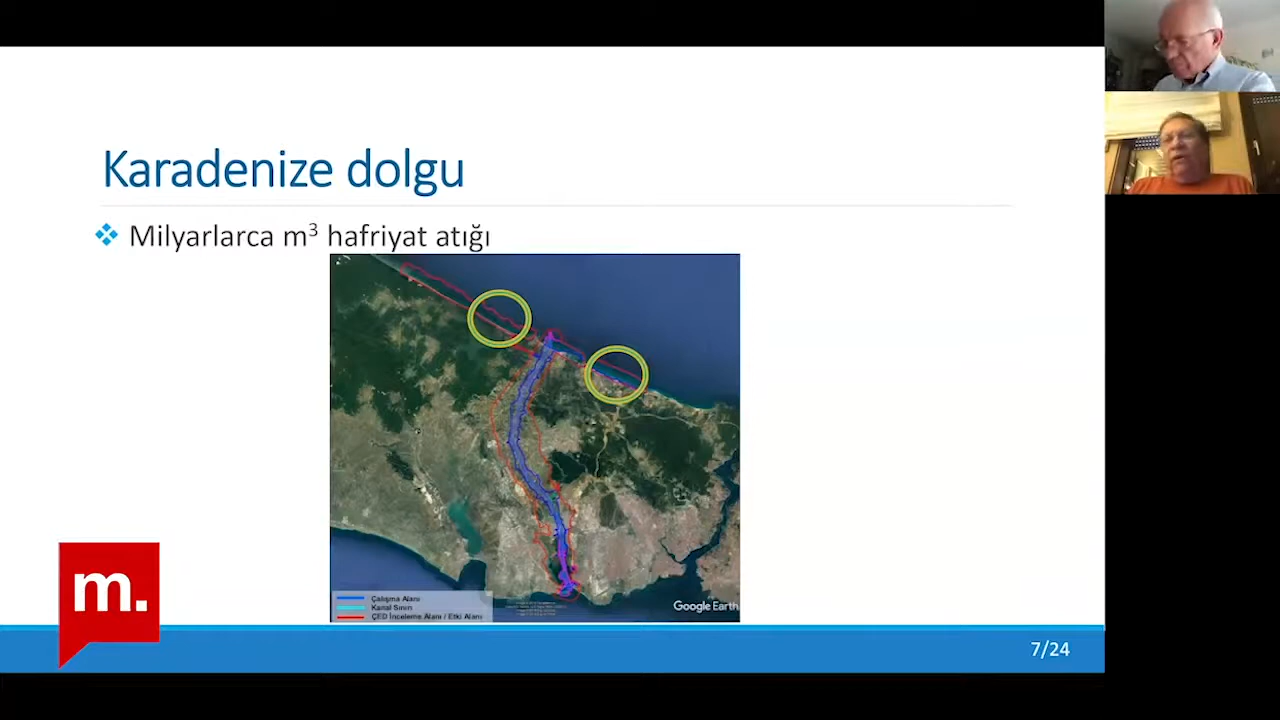 Karadenize dolgu
Milyarlarca m³ hafriyat atığı
Çalışma Alanı
Kanal Sınırı
ÇED İnceleme Alanı / Etki Alanı
Google Earth
m.
7/24